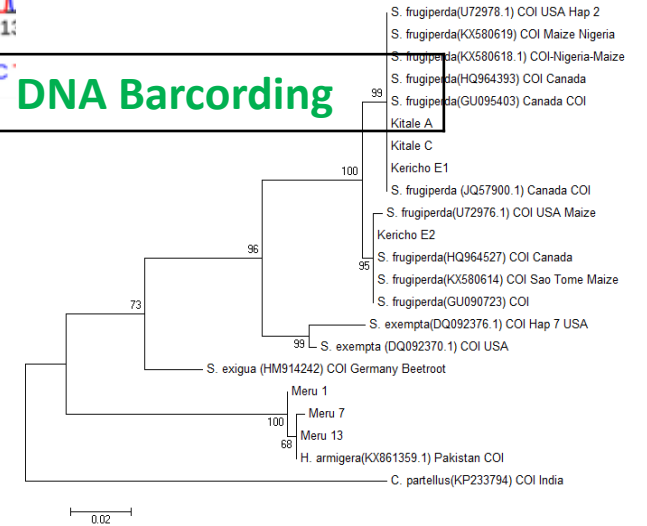 13
C
DNA Barcording
S. frugiperda(U72978.1) COI USA Hap 2
S. frugiperda(KX580619) COI Maize Nigeria
S. frugiperda(KX580618.1) COI-Nigeria-Maize
S. frugiperda(HQ964393) COI Canada
99
S. frugiperda(GU095403) Canada COI
Kitale A
Kitale C
Kericho E1
100
S. frugiperda (JQ57900.1) Canada COI
S. frugiperda(U72976.1) COI USA Maize
Kericho E2
96
S. frugiperda(HQ964527) COI Canada
95
S. frugiperda(KX580614) COI Sao Tome Maize
S. frugiperda(GU090723) COI
73
S. exempta(DQ092376.1) COI Hap 7 USA
99
S. exempta (DQ092370.1) COI USA
S. exigua (HM914242) COI Germany Beetroot
Meru 1
Meru 7
100
Meru 13
68
H. armigera(KX861359.1) Pakistan COI
C. partellus(KP233794) COI India
0.02